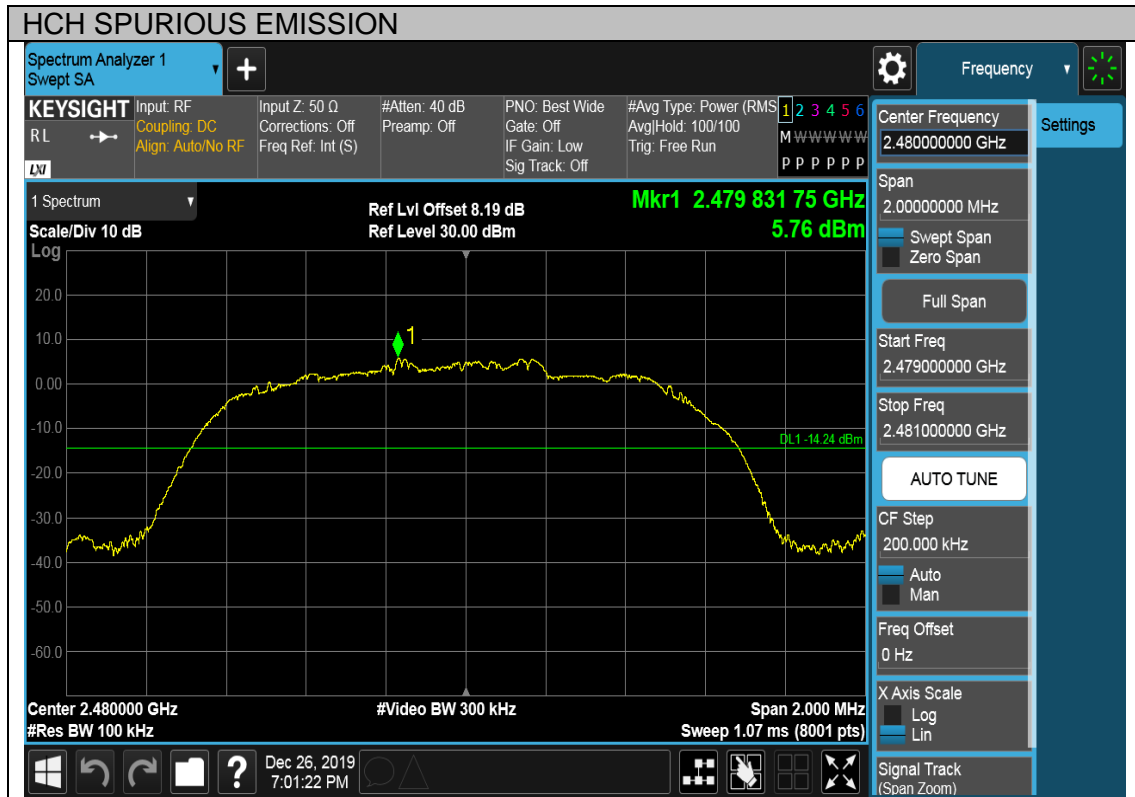 HCH SPURIOUS EMISSION
Spectrum Analyzer 1
Swept SA
+
Frequency
KEYSIGHT
RL
LXI
Input: RF
Coupling: DC
Align: Auto/No RF
Input Z: 50 Ω
Corrections: Off
Freq Ref: Int (S)
#Atten: 40 dB
Preamp: Off
PNO: Best Wide
Gate: Off
IF Gain: Low
Sig Track: Off
#Avg Type: Power (RMS
Avg|Hold: 100/100
Trig: Free Run
1 2 3 4 5 6
M W W W W W
P P P P P P
1 Spectrum
Scale/Div 10 dB
Ref Lvl Offset 8.19 dB
Ref Level 30.00 dBm
Mkr1 2.479 831 75 GHz
5.76 dBm
Log
20.0
10.0
0.00
-10.0
-20.0
-30.0
-40.0
-50.0
-60.0
1
DL1 -14.24 dBm
Center 2.480000 GHz
#Res BW 100 kHz
#Video BW 300 kHz
Span 2.000 MHz
Sweep 1.07 ms (8001 pts)
Center Frequency
2.480000000 GHz
Settings
Span
2.00000000 MHz
Swept Span
Zero Span
Full Span
Start Freq
2.479000000 GHz
Stop Freq
2.481000000 GHz
AUTO TUNE
CF Step
200.000 kHz
Auto
Man
Freq Offset
0 Hz
X Axis Scale
Log
Lin
Signal Track
(Span Zoom)
?
Dec 26, 2019
7:01:22 PM